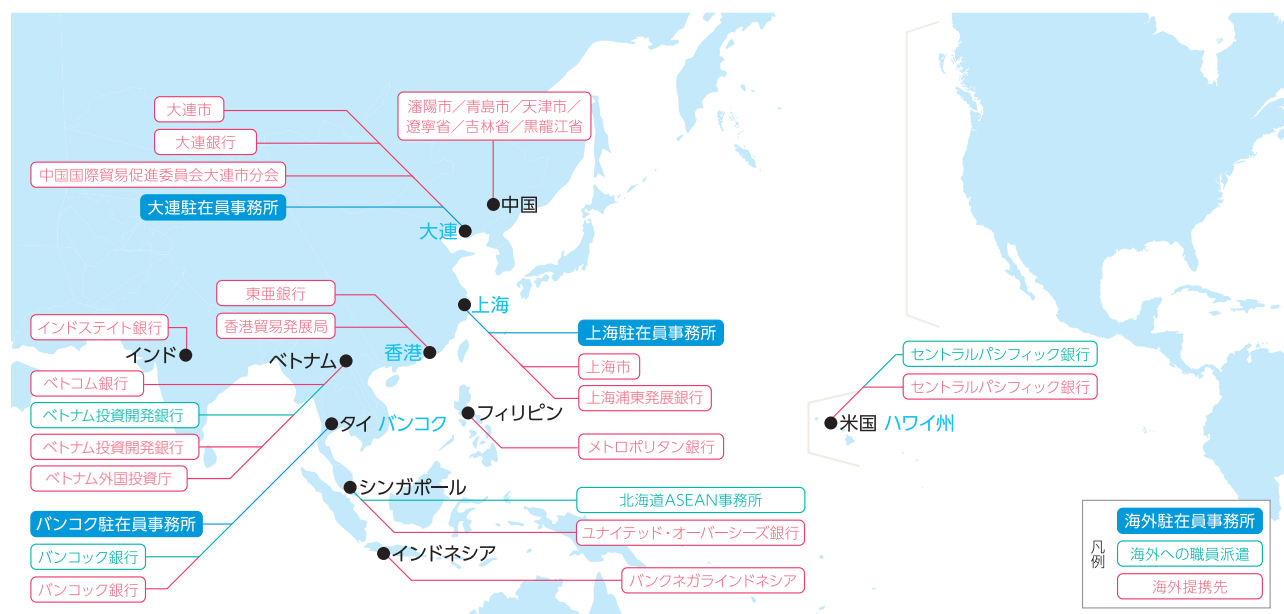 大連市
大連銀行
中国国際貿易促進委員会大連市分会
大連駐在員事務所
大連
瀋陽市／青島市／天津市／
遼寧省／吉林省／黒龍江省
中国
東亜銀行
香港貿易発展局
香港
上海
上海駐在員事務所
上海市
上海浦東発展銀行
インドステイト銀行
インド
ベトナム
ベトコム銀行
ベトナム投資開発銀行
ベトナム投資開発銀行
ベトナム外国投資庁
タイ バンコク
バンコク駐在員事務所
バンコック銀行
バンコック銀行
フィリピン
メトロポリタン銀行
シンガポール
北海道ASEAN事務所
ユナイテッド・オーバーシーズ銀行
インドネシア
バンクネガラインドネシア
セントラルパシフィック銀行
セントラルパシフィック銀行
米国 ハワイ州
凡例
海外駐在員事務所
海外への職員派遣
海外提携先